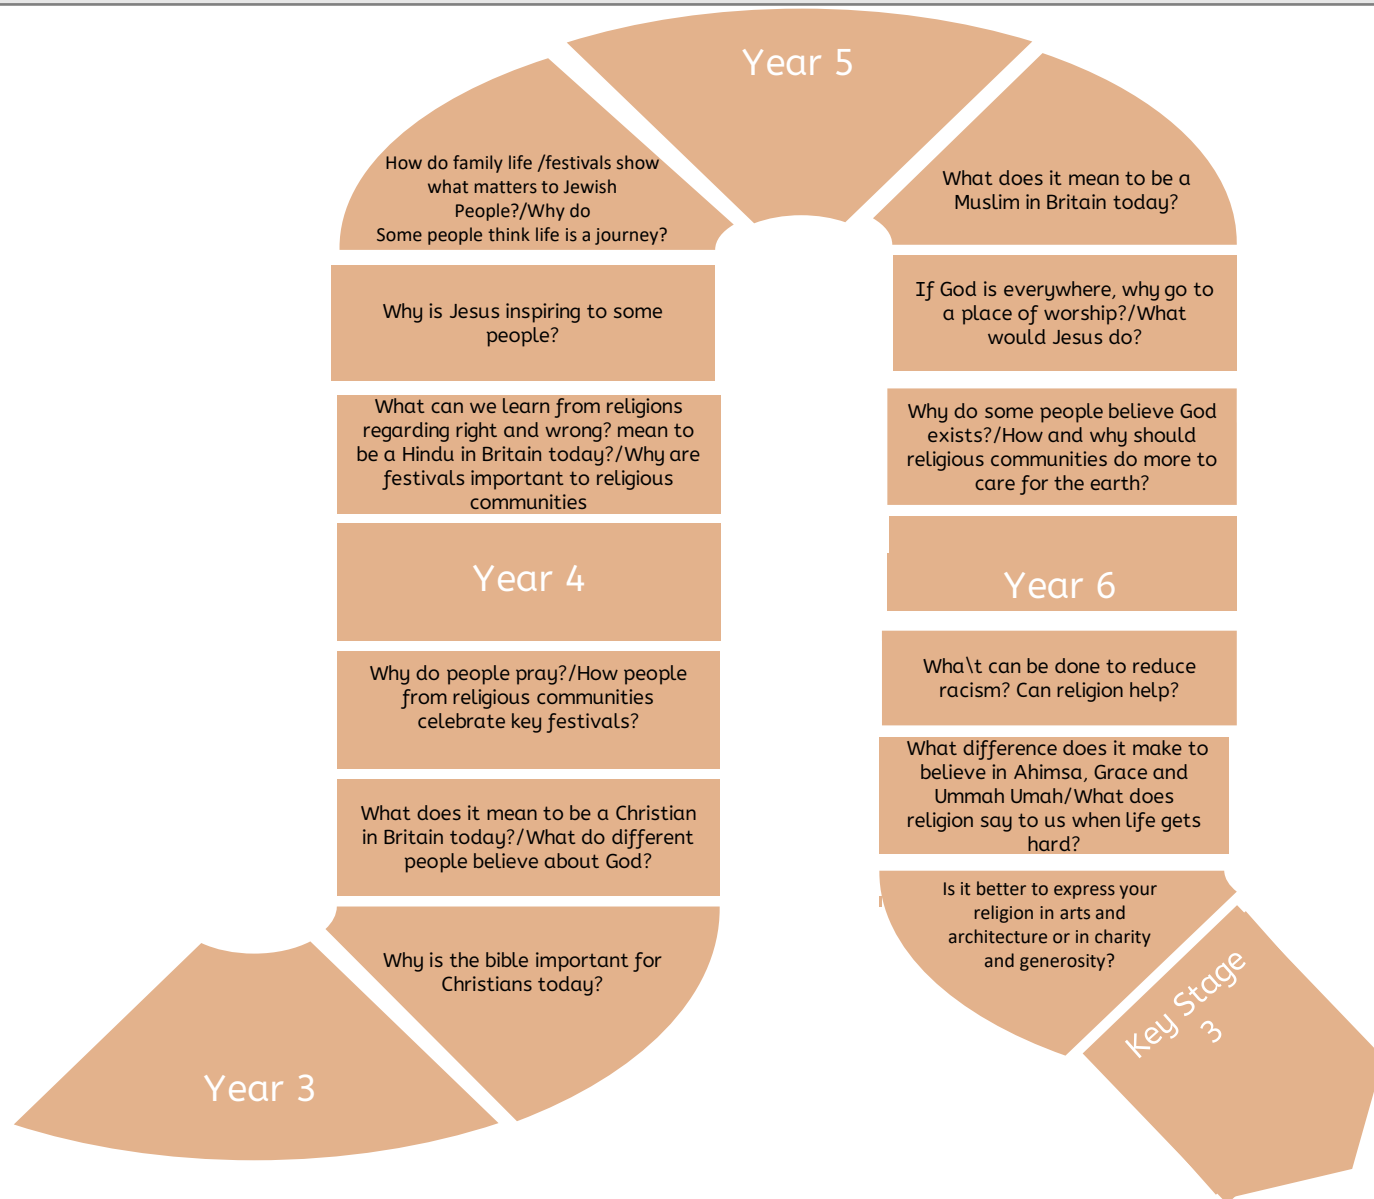 Year 5
How do family life /festivals show
what matters to Jewish
People?/Why do
Some people think life is a journey?
What does it mean to be a
Muslim in Britain today?
Why is Jesus inspiring to some
people?
If God is everywhere, why go to
a place of worship?/What
would Jesus do?
What can we learn from religions
regarding right and wrong? mean to
be a Hindu in Britain today?/Why are
festivals important to religious
communities
Why do some people believe God
exists?/How and why should
religious communities do more to
care for the earth?
Year 4
Year 6
Why do people pray?/How people
from religious communities
celebrate key festivals?
Wha\t can be done to reduce
racism? Can religion help?
What does it mean to be a Christian
in Britain today?/What do different
people believe about God?
What difference does it make to
believe in Ahimsa, Grace and
Ummah Umah/What does
religion say to us when life gets
hard?
Why is the bible important for
Christians today?
Is it better to express your
religion in arts and
architecture or in charity
and generosity?
Year 3
Key Stage
3